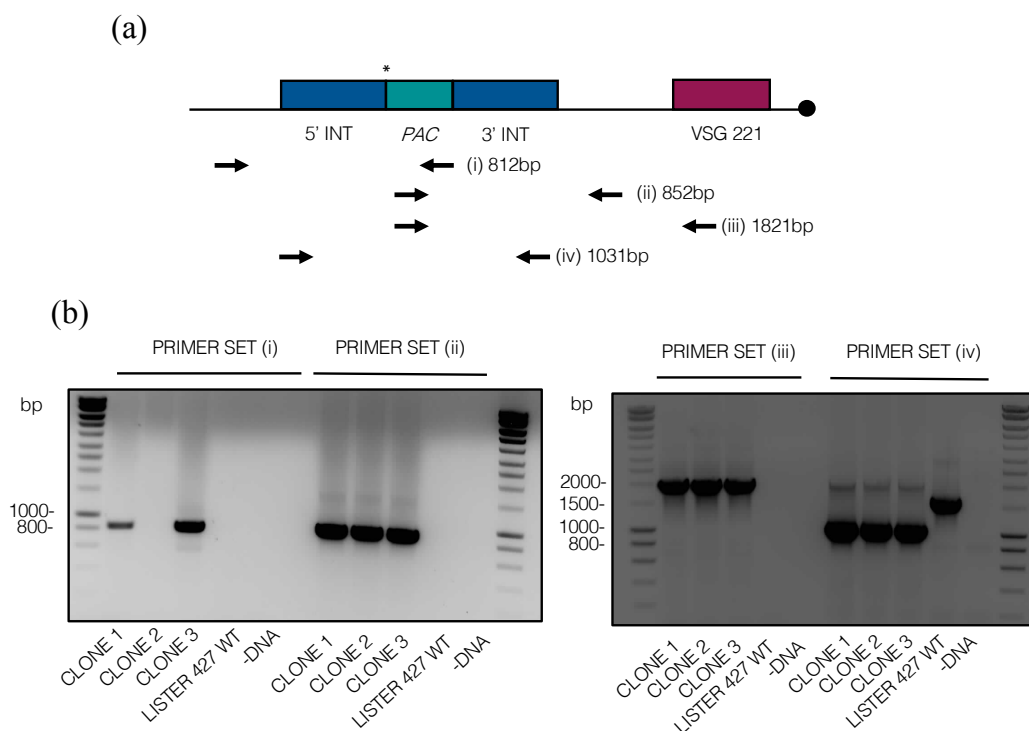 (a)
*
5' INT PAC 3' INT VSG 221
(i) 812bp
(ii) 852bp
(iii) 1821bp
(iv) 1031bp
(b)
PRIMER SET (i) PRIMER SET (ii) PRIMER SET (iii) PRIMER SET (iv)
bp bp
1000-
800-
2000-
1500-
1000-
800-
CLONE 1
CLONE 2
CLONE 3
LISTER 427 WT
-DNA
CLONE 1
CLONE 2
CLONE 3
LISTER 427 WT
-DNA
CLONE 1
CLONE 2
CLONE 3
LISTER 427 WT
-DNA
CLONE 1
CLONE 2
CLONE 3
LISTER 427 WT
-DNA